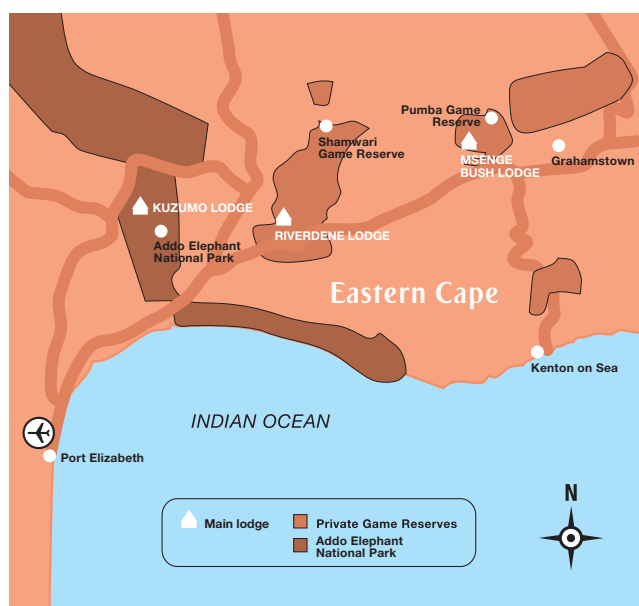 Pumba Game
Reserve
Shamwari
Game Reserve
MSENGE
BUSH LODGE
Grahamstown
KUZUMO LODGE
Addo Elephant
National Park
RIVERDENE LODGE
Eastern Cape
Kenton on Sea
INDIAN OCEAN
Port Elizabeth
N
Main lodge
Private Game Reserves
Addo Elephant
National Park